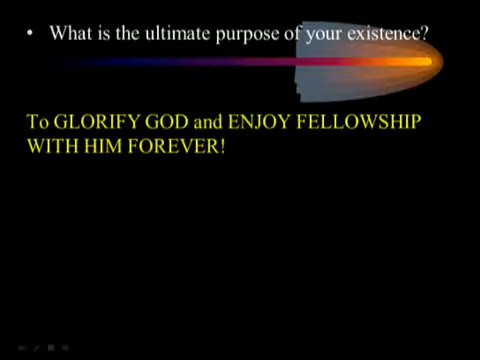 • What is the ultimate purpose of your existence?
To GLORIFY GOD and ENJOY FELLOWSHIP
WITH HIM FOREVER!